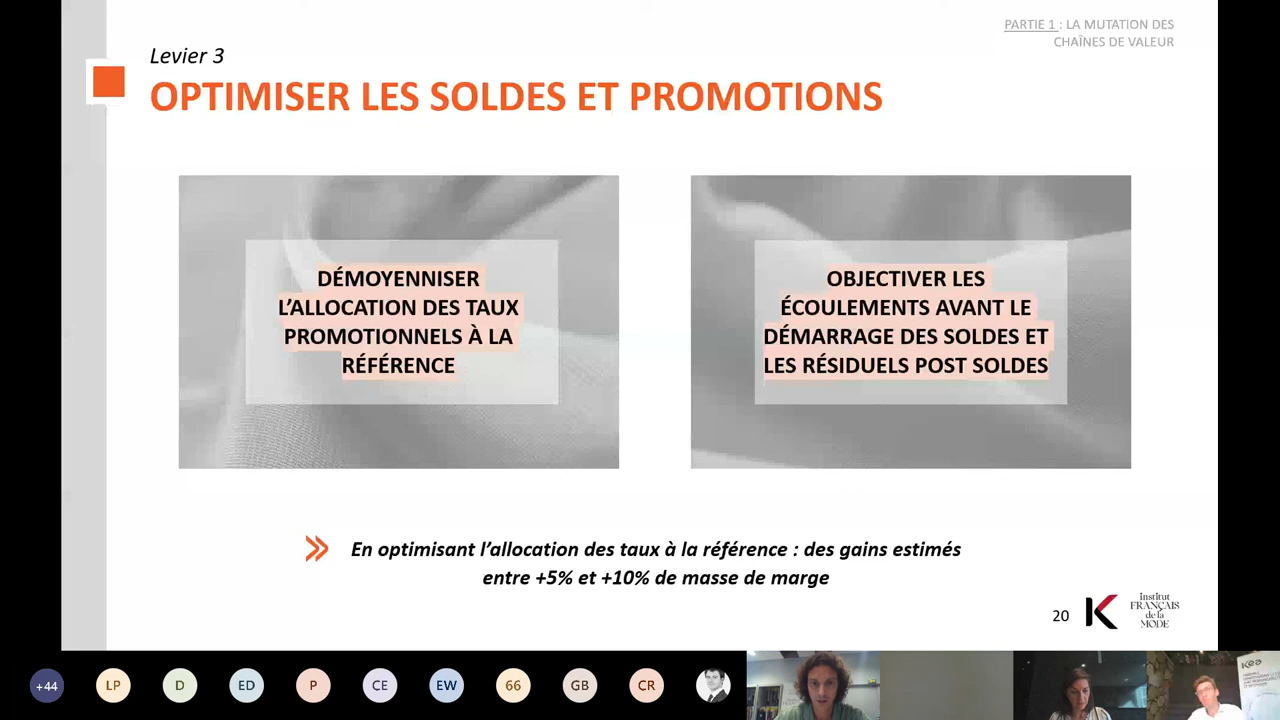 PARTIE 1 : LA MUTATION DES
CHAÎNES DE VALEUR
Levier 3
OPTIMISER LES SOLDES ET PROMOTIONS
DÉMOYENNISER
L’ALLOCATION DES TAUX
PROMOTIONNELS À LA
RÉFÉRENCE
OBJECTIVER LES
ÉCOULEMENTS AVANT LE
DÉMARRAGE DES SOLDES ET
LES RÉSIDUELS POST SOLDES
En optimisant l’allocation des taux à la référence : des gains estimés
entre +5% et +10% de masse de marge
20
institut
FRANÇAIS
de la
MODE
+44
LP
D
ED
P
CE
EW
66
GB
CR
Kea